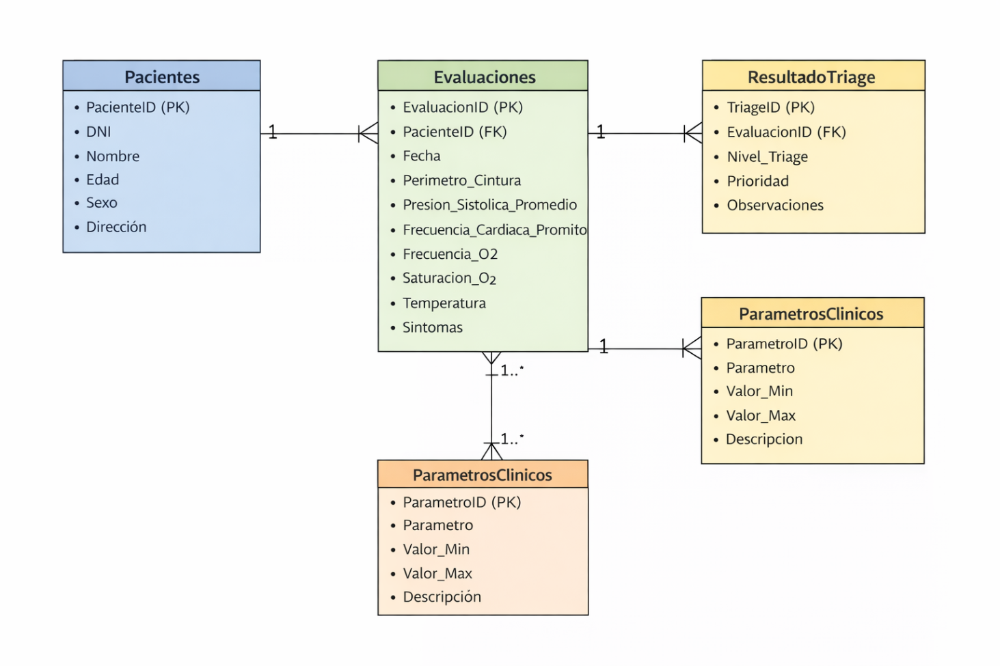 Pacientes
• PacienteID (PK)
• DNI
• Nombre
• Edad
• Sexo
• Dirección
1
Evaluaciones
• EvaluacionID (PK)
• PacienteID (FK)
• Fecha
• Perimetro_Cintura
• Presion_Sistolica_Promedio
• Frecuencia_Cardiaca_Promito
• Frecuencia_O2
• Saturacion_O₂
• Temperatura
• Sintomas
1
ResultadoTriage
• TriageID (PK)
• EvaluacionID (FK)
• Nivel_Triage
• Prioridad
• Observaciones
1
ParametrosClinicos
• ParametroID (PK)
• Parametro
• Valor_Min
• Valor_Max
• Descripcion
1..*
1..*
ParametrosClinicos
• ParametroID (PK)
• Parametro
• Valor_Min
• Valor_Max
• Descripción